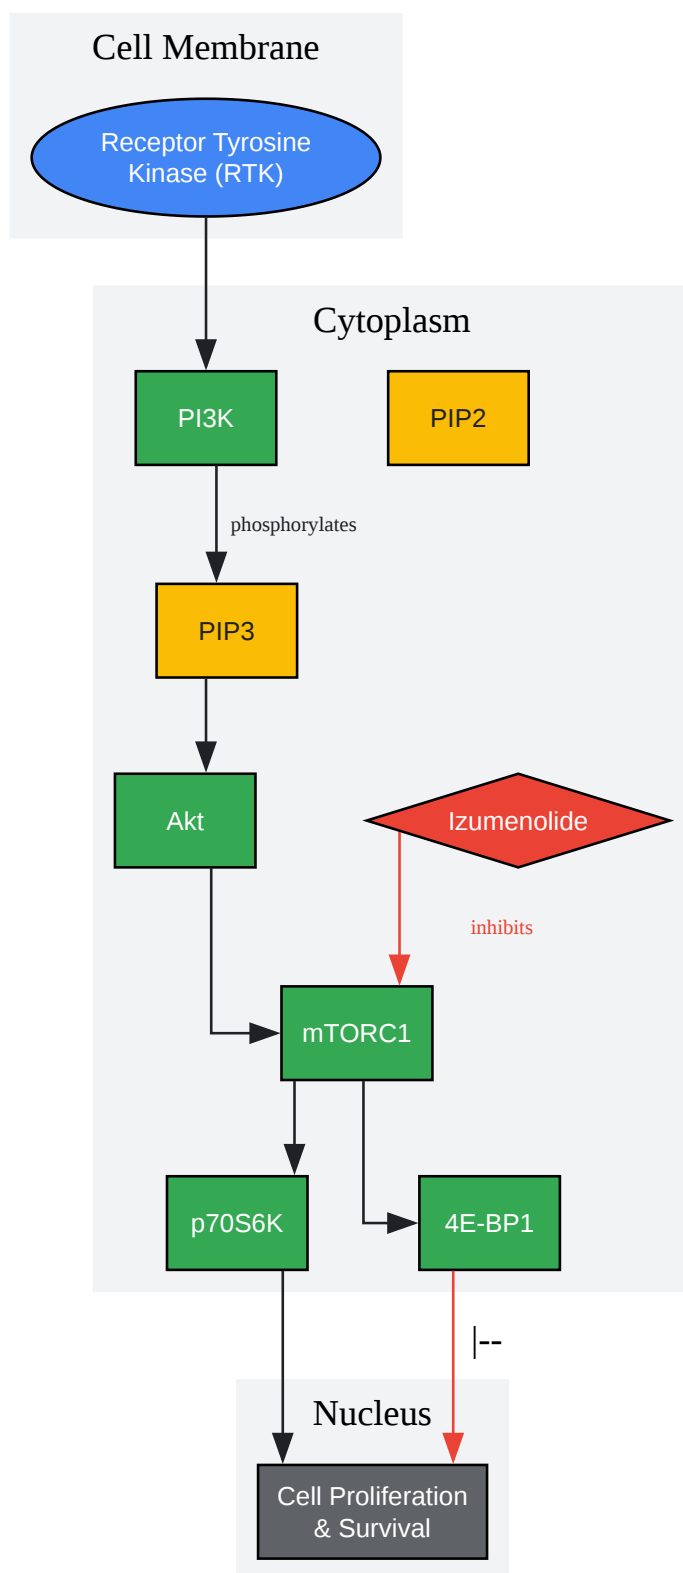 Cell Membrane
Receptor Tyrosine
Kinase (RTK)
Cytoplasm
PI3K
PIP2
phosphorylates
PIP3
Akt
Izumenolide
inhibits
mTORC1
p70S6K
4E-BP1
|--
Nucleus
Cell Proliferation
& Survival